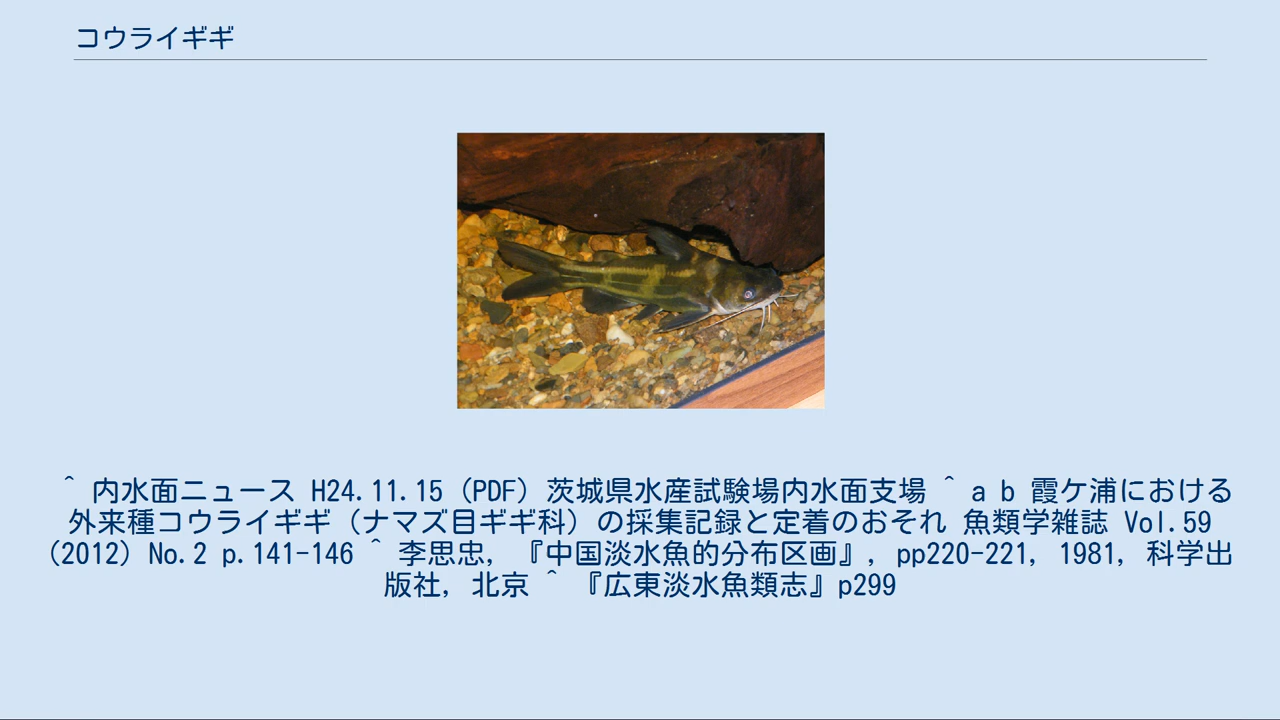 コウライギギ
^ 内水面ニュース H24.11.15（PDF）茨城県水産試験場内水面支場 ^ a b 霞ケ浦における
外来種コウライギギ（ナマズ目ギギ科）の採集記録と定着のおそれ 魚類学雑誌 Vol.59
（2012）No.2 p.141-146 ^ 李思忠, 『中国淡水魚的分布区画』, pp220-221, 1981, 科学出
版社, 北京 ^ 『広東淡水魚類志』p299